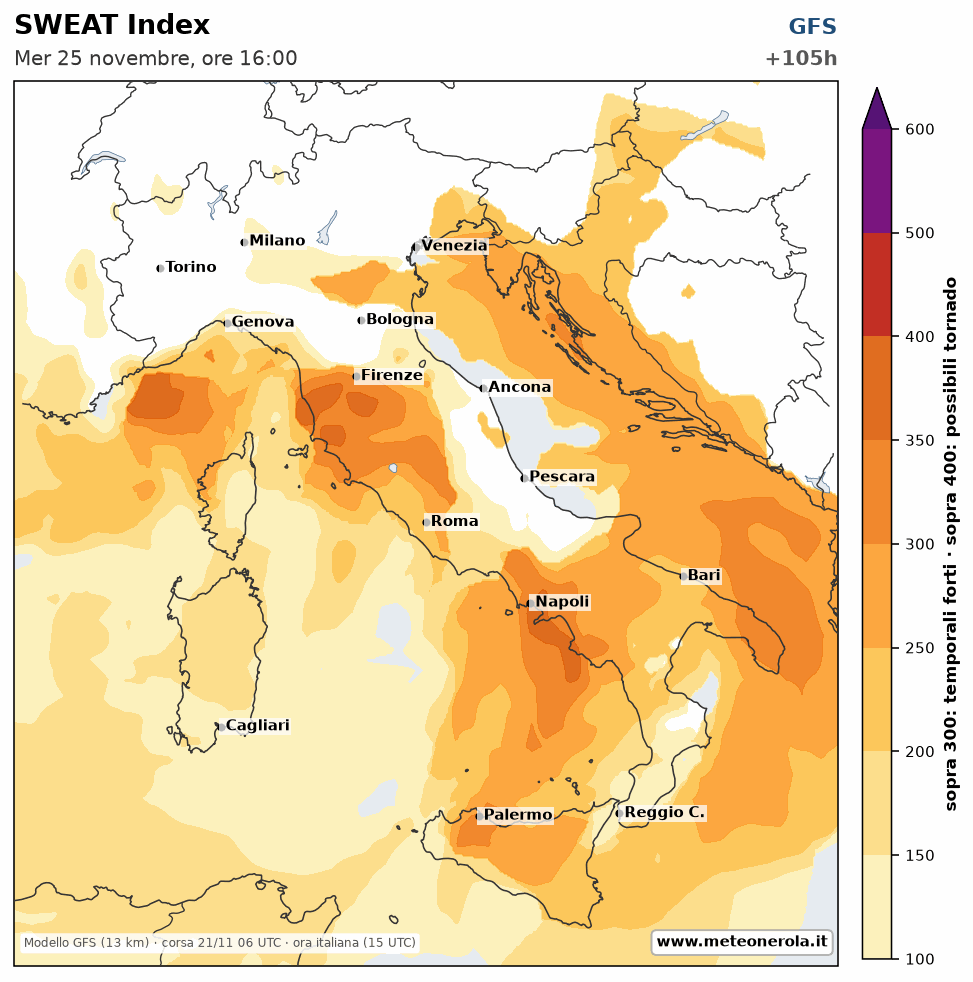 SWEAT Index
GFS
Mer 25 novembre, ore 16:00
+105h
600
500
400
350
300
250
200
150
100
sopra 300: temporali forti · sopra 400: possibili tornado
Milano
Venezia
Torino
Genova
Bologna
Firenze
Ancona
Pescara
Roma
Bari
Napoli
Cagliari
Palermo
Reggio C.
Modello GFS (13 km) · corsa 21/11 06 UTC · ora italiana (15 UTC)
www.meteonerola.it